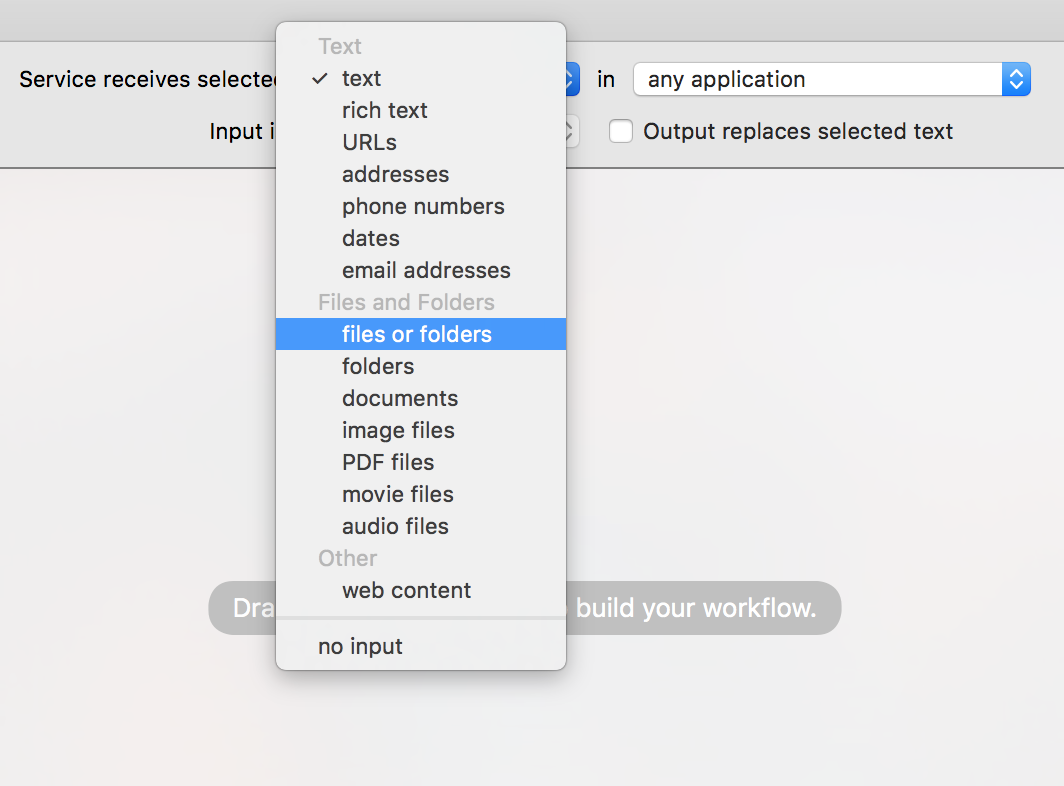 Text
Service receives selected
✓ text
in
any application
rich text
Input i
Output replaces selected text
URLs
addresses
phone numbers
dates
email addresses
Files and Folders
files or folders
folders
documents
image files
PDF files
movie files
audio files
Other
web content
Dra
build your workflow.
no input